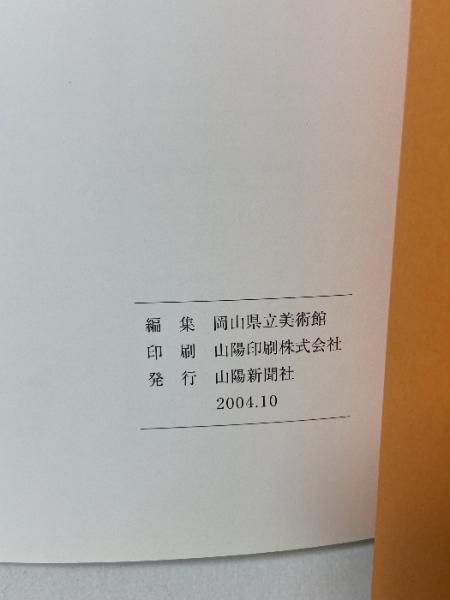 編 集 岡山県立美術館
印 刷 山陽印刷株式会社
発 行 山陽新聞社
2004.10